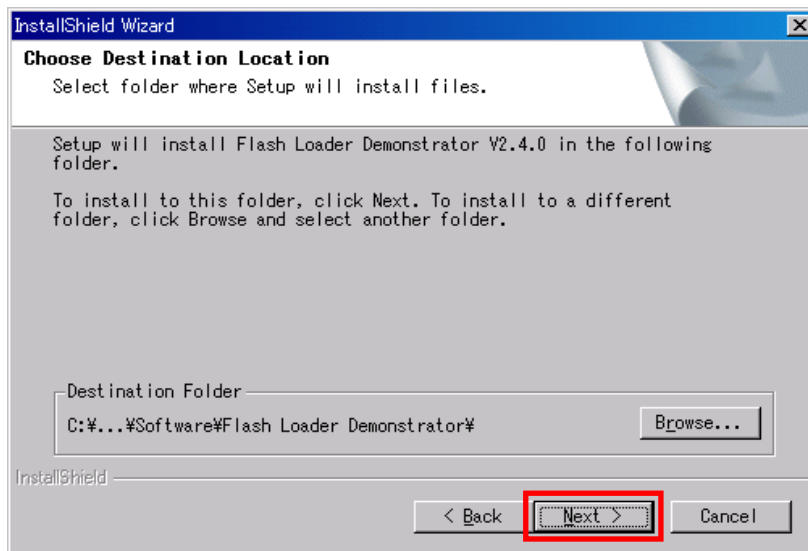 InstallShield Wizard
Choose Destination Location
Select folder where Setup will install files.
Setup will install Flash Loader Demonstrator V2.4.0 in the following
folder.
To install to this folder, click Next. To install to a different
folder, click Browse and select another folder.
Destination Folder
C:¥...¥Software¥Flash Loader Demonstrator¥
Browse...
InstallShield
< Back
Next >
Cancel